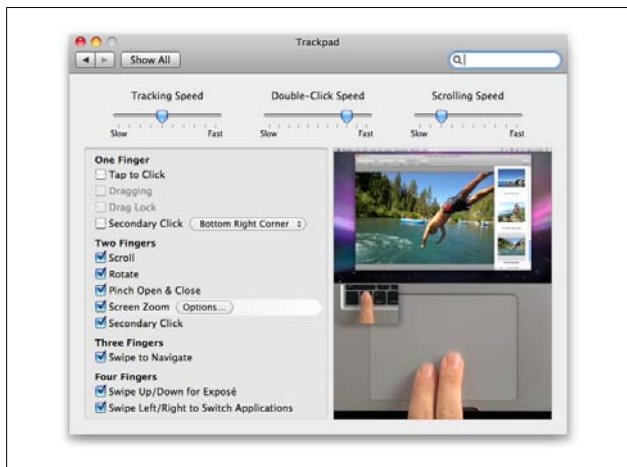 Trackpad
Show All
Tracking Speed Double-Click Speed Scrolling Speed
Slow Fast Slow Fast Slow Fast
One Finger
Tap to Click
Dragging
Drag Lock
Secondary Click Bottom Right Corner
Two Fingers
Scroll
Rotate
Pinch Open & Close
Screen Zoom Options...
Secondary Click
Three Fingers
Swipe to Navigate
Four Fingers
Swipe Up/Down for Exposé
Swipe Left/Right to Switch Applications